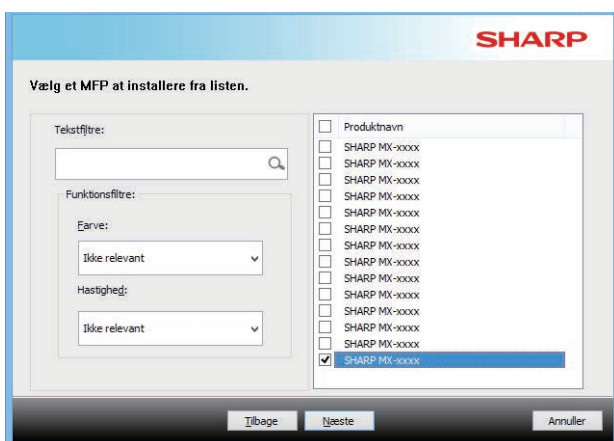 SHARP
Vælg et MFP at installere fra listen.
Tekstfiltre:
Funktionsfiltre:
Farve:
Ikke relevant
Hastighed:
Ikke relevant
Produktnavn
SHARP MX-xxxx
SHARP MX-xxxx
SHARP MX-xxxx
SHARP MX-xxxx
SHARP MX-xxxx
SHARP MX-xxxx
SHARP MX-xxxx
SHARP MX-xxxx
SHARP MX-xxxx
SHARP MX-xxxx
SHARP MX-xxxx
SHARP MX-xxxx
SHARP MX-xxxx
SHARP MX-xxxx
Tilbage
Næste
Annuller